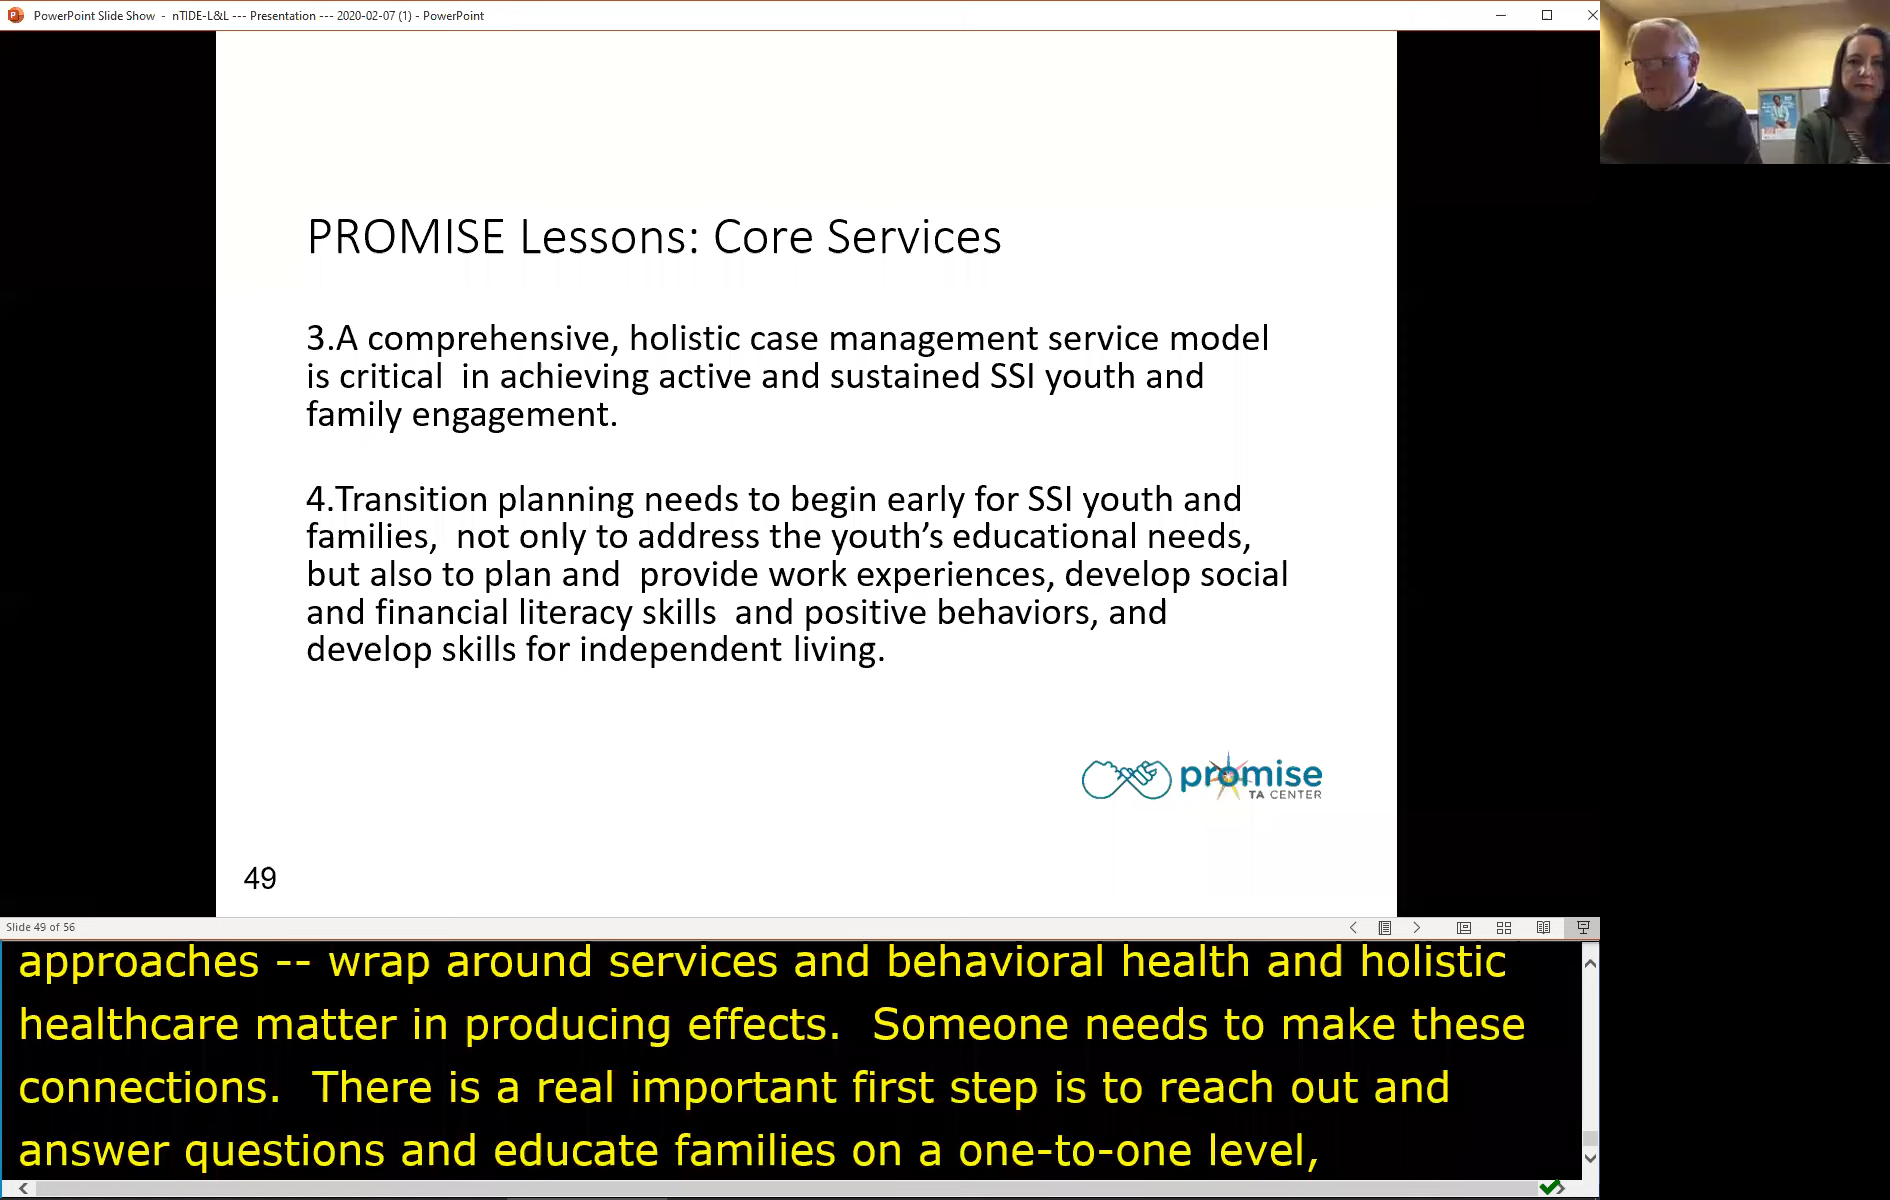 PowerPoint Slide Show - nTIDE-L&L --- Presentation --- 2020-02-07 (1) - PowerPoint
PROMISE Lessons: Core Services
3.A comprehensive, holistic case management service model
is critical in achieving active and sustained SSI youth and
family engagement.
4.Transition planning needs to begin early for SSI youth and
families, not only to address the youth’s educational needs,
but also to plan and provide work experiences, develop social
and financial literacy skills and positive behaviors, and
develop skills for independent living.
promise
TA CENTER
49
Slide 49 of 56
approaches -- wrap around services and behavioral health and holistic
healthcare matter in producing effects. Someone needs to make these
connections. There is a real important first step is to reach out and
answer questions and educate families on a one-to-one level,